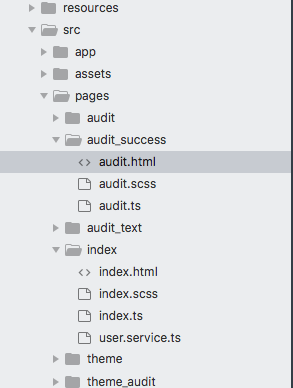 resources
src
app
assets
pages
audit
audit_success
audit.html
audit.scss
audit.ts
audit_text
index
index.html
index.scss
index.ts
user.service.ts
theme
theme_audit